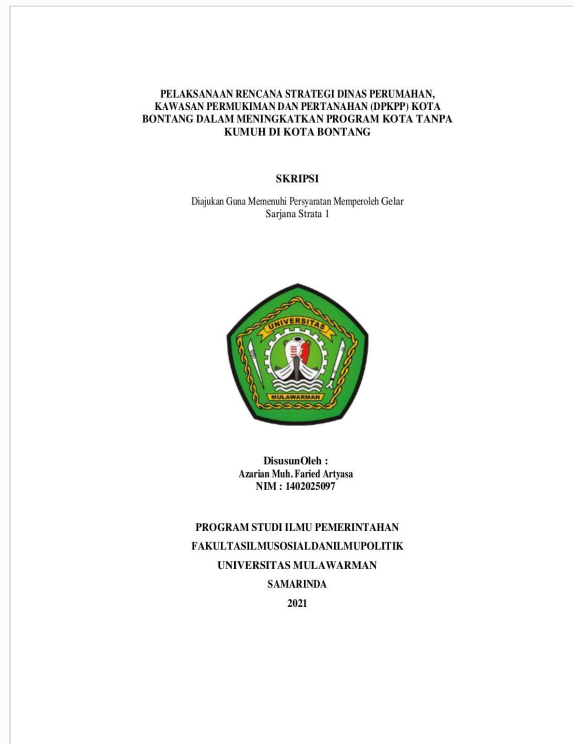 PELAKSANAAN RENCANA STRATEGI DINAS PERUMAHAN,
KAWASAN PERMUKIMAN DAN PERTANAHAN (DPKPP) KOTA
BONTANG DALAM MENINGKATKAN PROGRAM KOTA TANPA
KUMUH DI KOTA BONTANG
SKRIPSI
Diajukan Guna Memenuhi Persyaratan Memperoleh Gelar
Sarjana Strata 1
UNIVERSITAS
MULAWARMAN
DisusunOleh :
Azarian Muh. Faried Artyasa
NIM : 1402025097
PROGRAM STUDI ILMU PEMERINTAHAN
FAKULTASILMUSOSIALDANILMUPOLITIK
UNIVERSITAS MULAWARMAN
SAMARINDA
2021